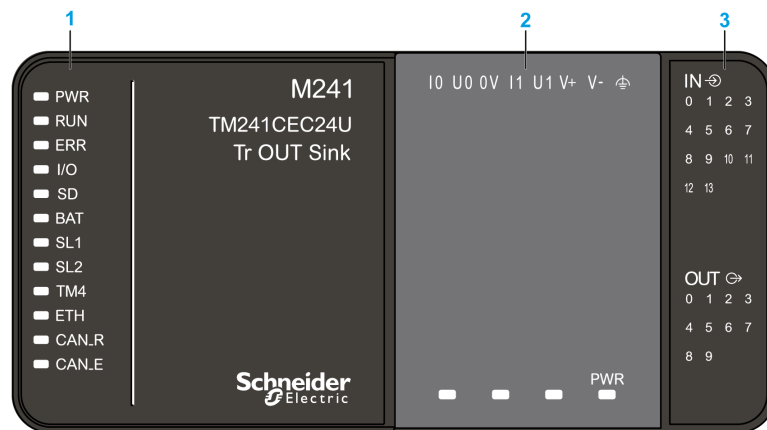 1
2
3
PWR
RUN
ERR
I/O
SD
BAT
SL1
SL2
TM4
ETH
CAN_R
CAN_E
M241
TM241CEC24U
Tr OUT Sink
Schneider
Electric
I0 U0 0V I1 U1 V+ V-
PWR
IN
0 1 2 3
4 5 6 7
8 9 10 11
12 13
OUT
0 1 2 3
4 5 6 7
8 9